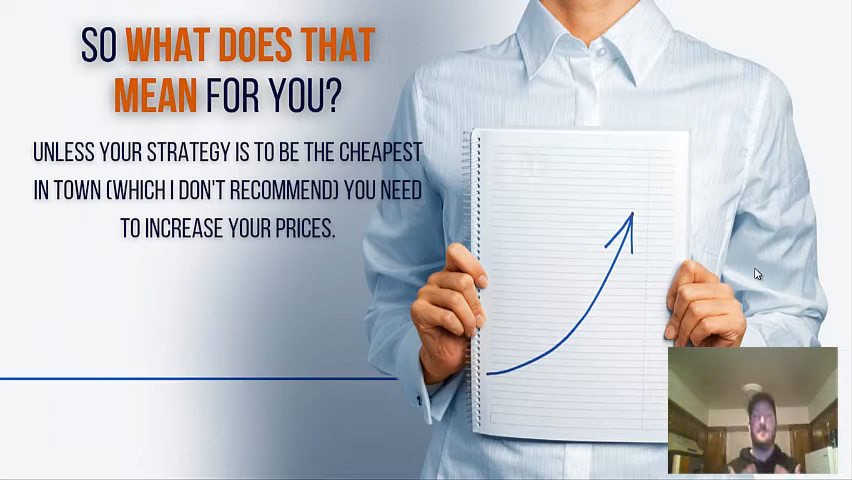 SO WHAT DOES THAT
MEAN FOR YOU?
UNLESS YOUR STRATEGY IS TO BE THE CHEAPEST
IN TOWN (WHICH I DON'T RECOMMEND) YOU NEED
TO INCREASE YOUR PRICES.